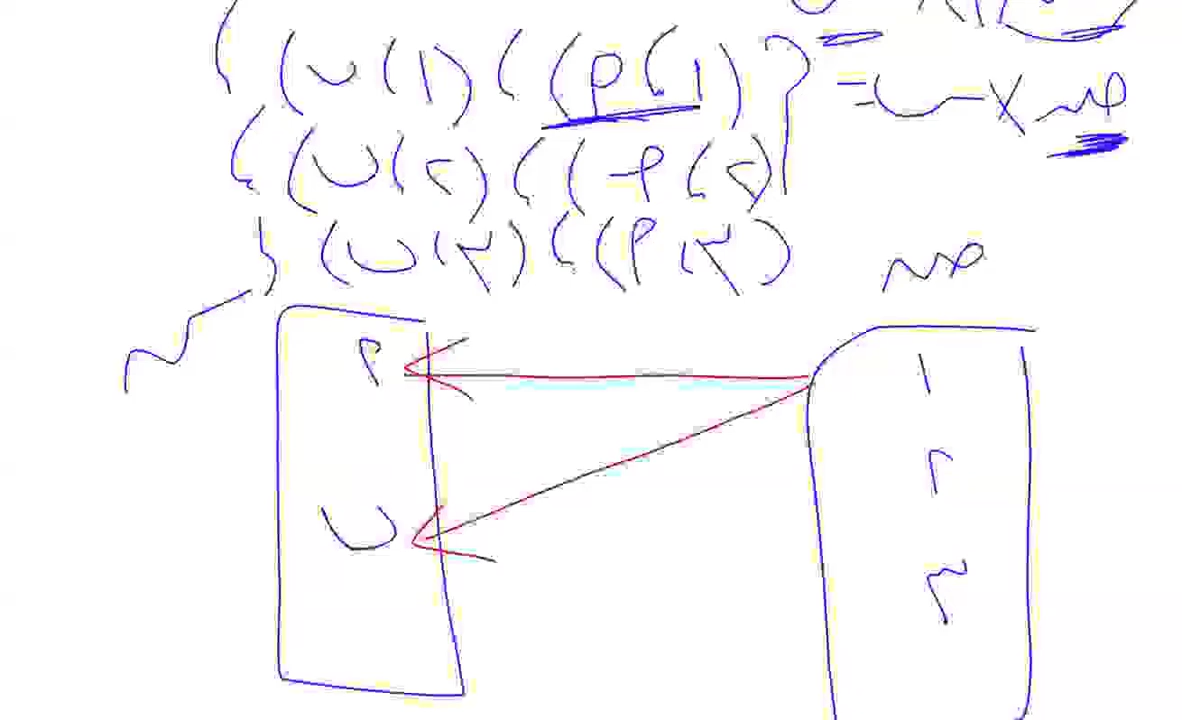 ص × س =
{(١، م)، (١، ن)،
(٢، م)، (٢، ن)،
(٣، م)، (٣، ن)}
ص
س
١
م
٢
ن
٣